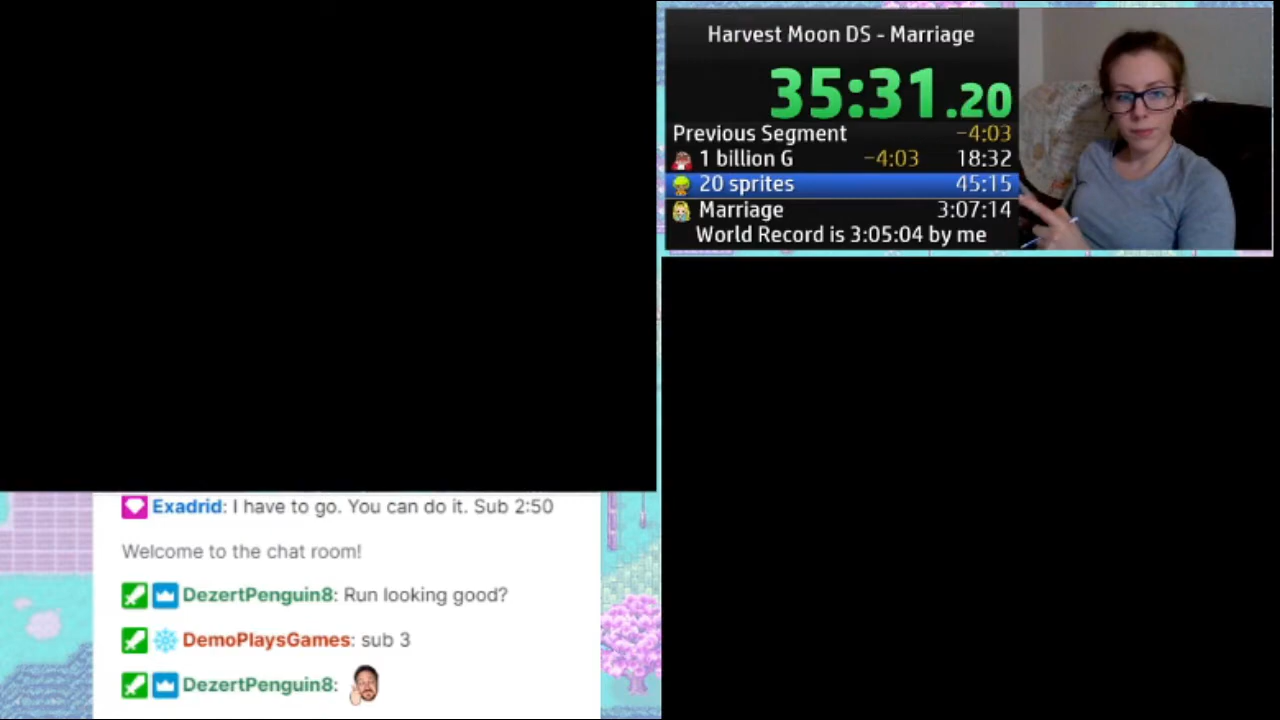 Harvest Moon DS - Marriage
35:31.20
Previous Segment -4:03
1 billion G -4:03 18:32
20 sprites 45:15
Marriage 3:07:14
World Record is 3:05:04 by me
Exadrid: I have to go. You can do it. Sub 2:50
Welcome to the chat room!
DezertPenguin8: Run looking good?
DemoPlaysGames: sub 3
DezertPenguin8: